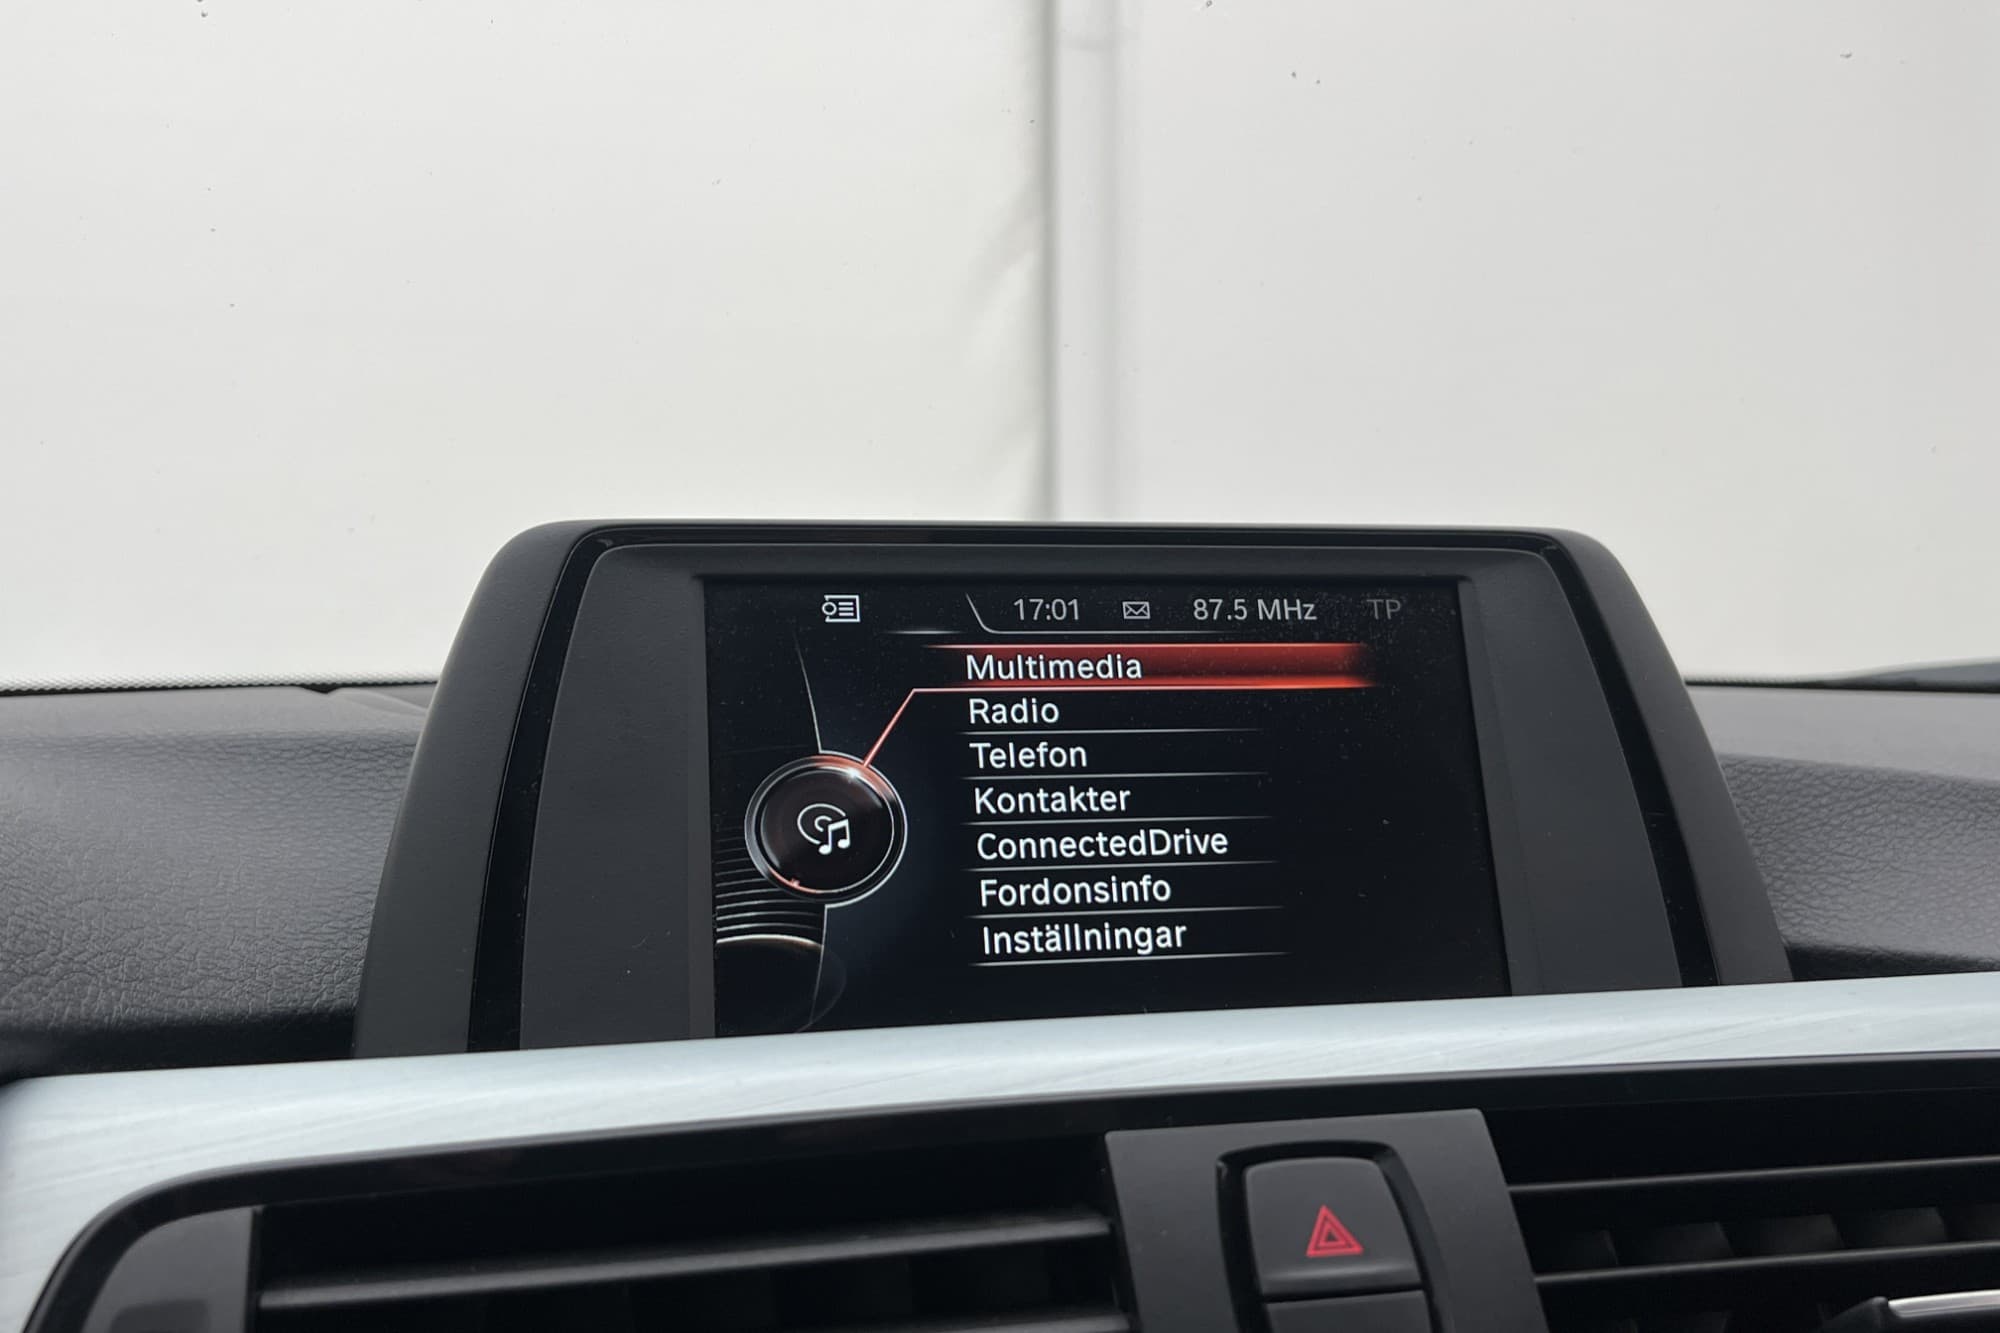 17:01 87.5 MHz TP
Multimedia
Radio
Telefon
Kontakter
ConnectedDrive
Fordonsinfo
Inställningar